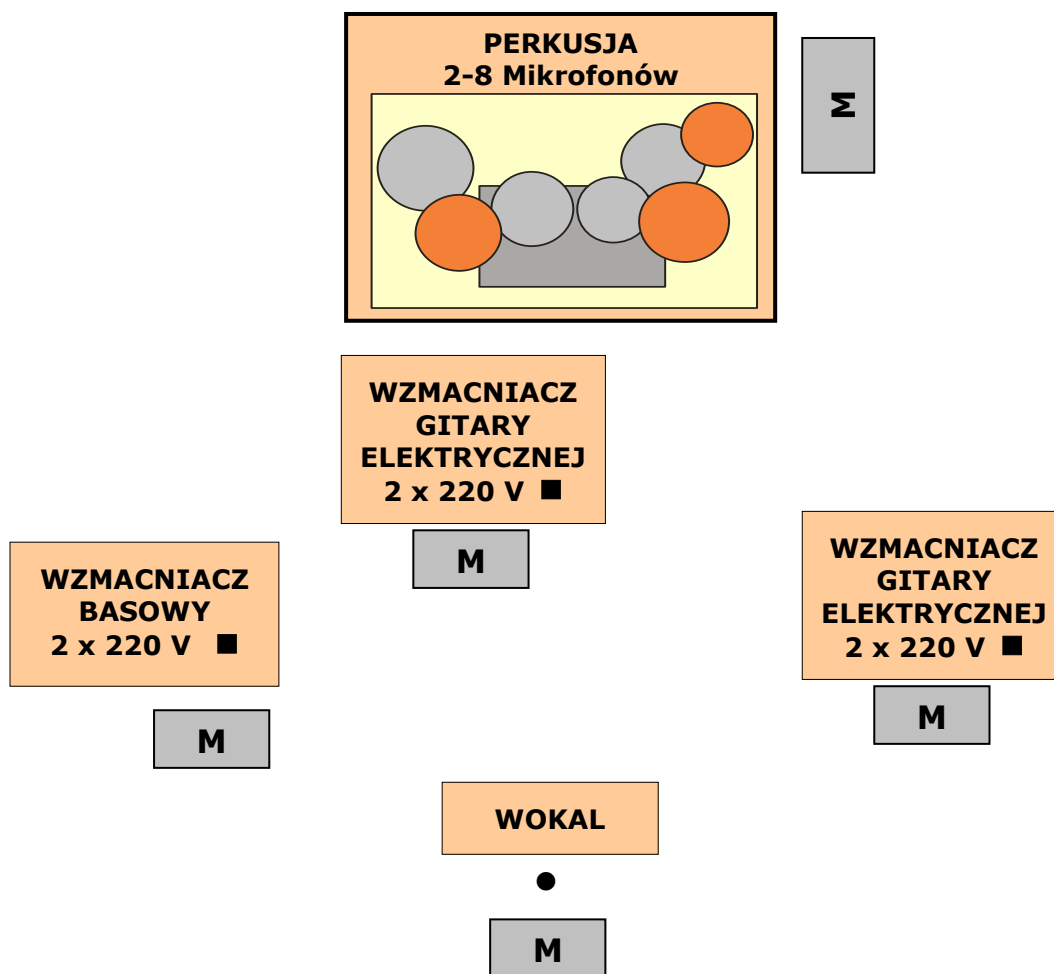 PERKUSJA
2-8 Mikrofonów
M
WZMACNIACZ
GITARY
ELEKTRYCZNEJ
2 x 220 V ■
M
WZMACNIACZ
BASOWY
2 x 220 V ■
M
WZMACNIACZ
GITARY
ELEKTRYCZNEJ
2 x 220 V ■
M
WOKAL
M